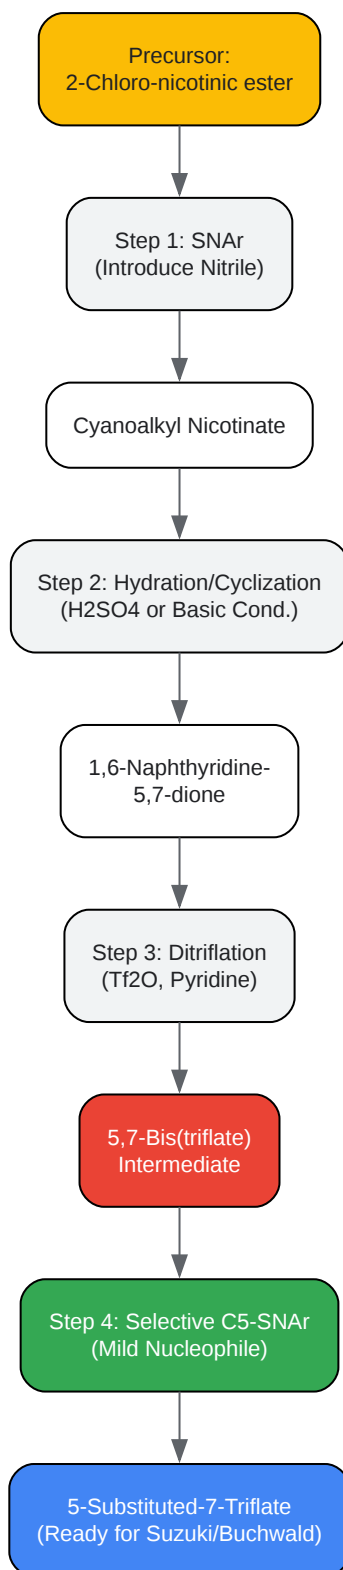 Precursor:
2-Chloro-nicotinic ester
Step 1: SNAr
(Introduce Nitrile)
Cyanoalkyl Nicotinate
Step 2: Hydration/Cyclization
(H2SO4 or Basic Cond.)
1,6-Naphthyridine-
5,7-dione
Step 3: Ditriflation
(Tf2O, Pyridine)
5,7-Bis(triflate)
Intermediate
Step 4: Selective C5-SNAr
(Mild Nucleophile)
5-Substituted-7-Triflate
(Ready for Suzuki/Buchwald)